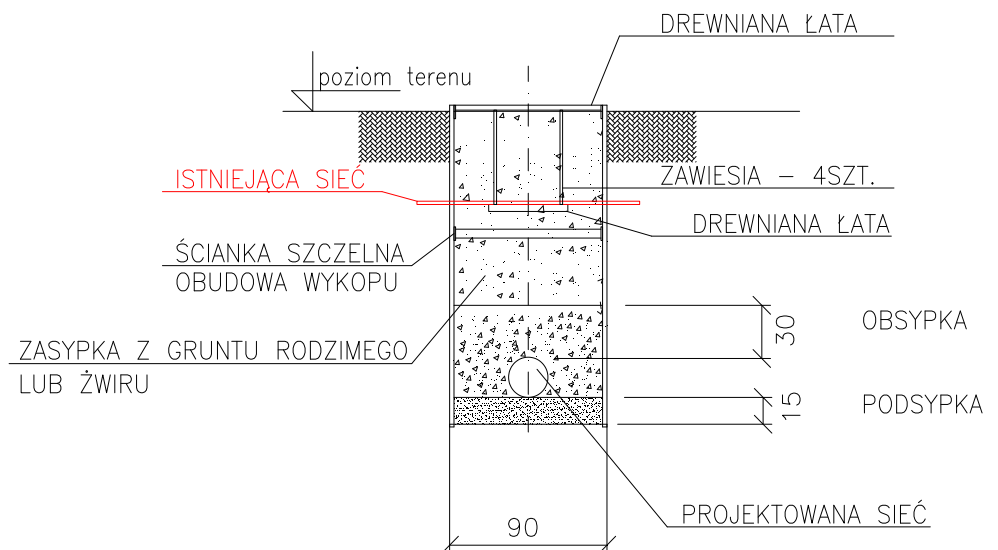 DREWNIANA ŁATA
poziom terenu
ISTNIEJĄCA SIEĆ
ZAWIESIA – 4SZT.
DREWNIANA ŁATA
ŚCIANKA SZCZELNA
OBUDOWA WYKOPU
30
OBSYPKA
ZASYPKA Z GRUNTU RODZIMEGO
LUB ŻWIRU
15
PODSYPKA
PROJEKTOWANA SIEĆ
90